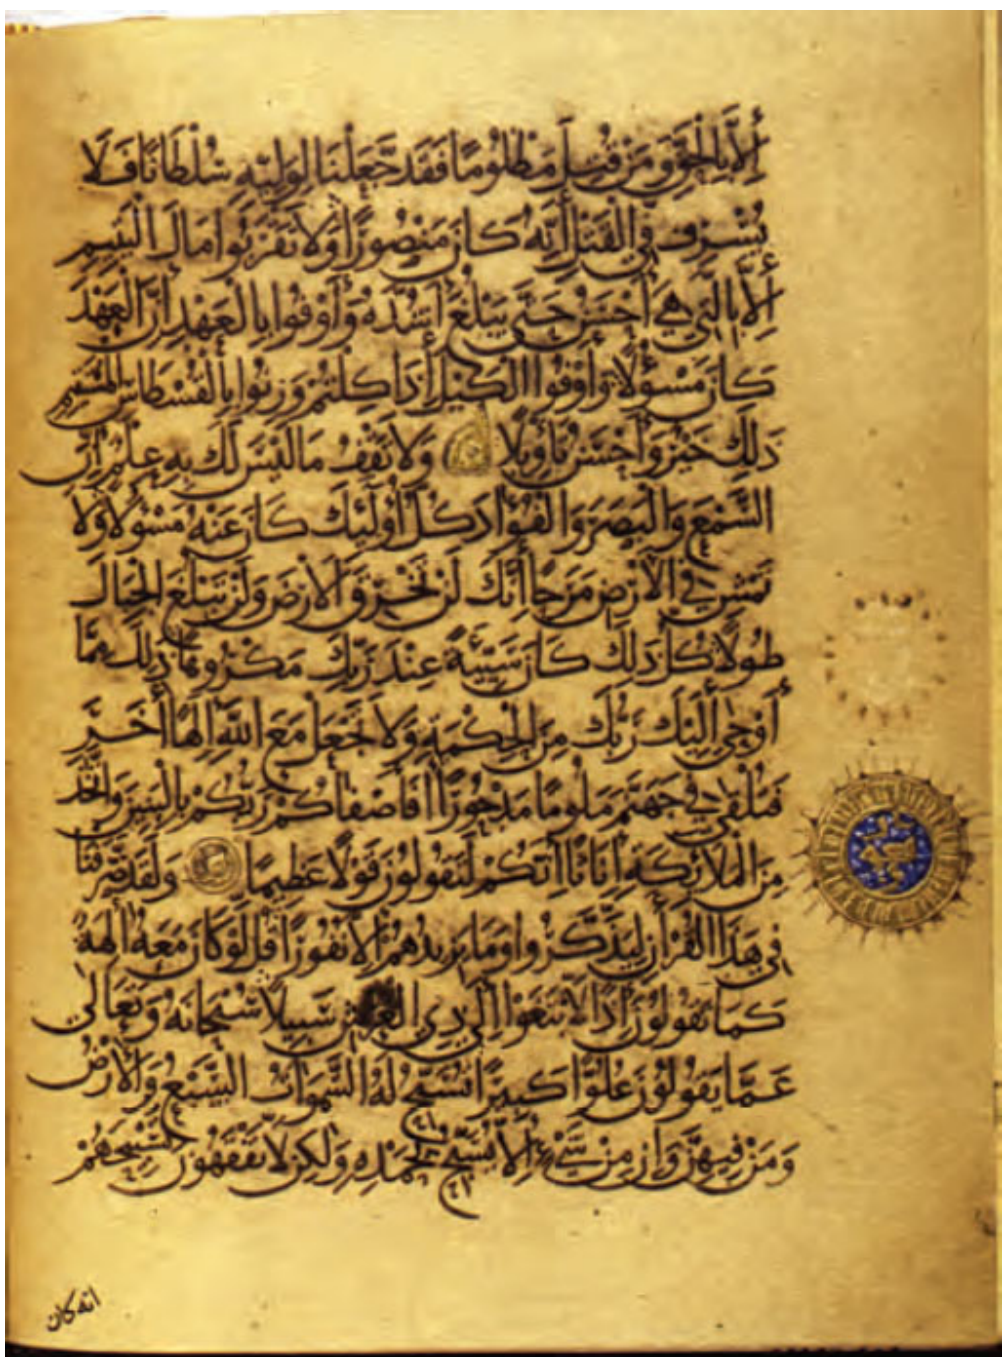 إِلَّا بِالْحَقِّ وَمَنْ قُتِلَ مَظْلُومًا فَقَدْ جَعَلْنَا لِوَلِيِّهِ سُلْطَانًا فَلَا
يُسْرِفْ فِي الْقَتْلِ إِنَّهُ كَانَ مَنْصُورًا وَلَا تَقْرَبُوا مَالَ الْيَتِيمِ
إِلَّا بِالَّتِي هِيَ أَحْسَنُ حَتَّى يَبْلُغَ أَشُدَّهُ وَأَوْفُوا بِالْعَهْدِ إِنَّ الْعَهْدَ
كَانَ مَسْئُولًا وَأَوْفُوا الْكَيْلَ إِذَا كِلْتُمْ وَزِنُوا بِالْقِسْطَاسِ الْمُسْتَقِيمِ
ذَلِكَ خَيْرٌ وَأَحْسَنُ تَأْوِيلًا وَلَا تَقْفُ مَا لَيْسَ لَكَ بِهِ عِلْمٌ إِنَّ
السَّمْعَ وَالْبَصَرَ وَالْفُؤَادَ كُلُّ أُولَئِكَ كَانَ عَنْهُ مَسْئُولًا وَلَا
تَمْشِ فِي الْأَرْضِ مَرَحًا إِنَّكَ لَنْ تَخْرِقَ الْأَرْضَ وَلَنْ تَبْلُغَ الْجِبَالَ
طُولًا كُلُّ ذَلِكَ كَانَ سَيِّئَةً عِنْدَ رَبِّكَ مَكْرُوهًا ذَلِكَ مِمَّا
أَوْحَى إِلَيْكَ رَبُّكَ مِنَ الْحِكْمَةِ وَلَا تَجْعَلْ مَعَ اللَّهِ إِلَهًا آخَرَ
فَتُلْقَى فِي جَهَنَّمَ مَلُومًا مَدْحُورًا أَفَأَصْفَاكُمْ رَبُّكُمْ بِالْبَنِينَ وَاتَّخَذَ
مِنَ الْمَلَائِكَةِ إِنَاثًا إِنَّكُمْ لَتَقُولُونَ قَوْلًا عَظِيمًا وَلَقَدْ صَرَّفْنَا
فِي هَذَا الْقُرْآنِ لِيَذَّكَّرُوا وَمَا يَزِيدُهُمْ إِلَّا نُفُورًا قُلْ لَوْ كَانَ مَعَهُ آلِهَةٌ
كَمَا تَقُولُونَ إِذًا لَابْتَغَوْا إِلَى ذِي الْعَرْشِ سَبِيلًا سُبْحَانَهُ وَتَعَالَى
عَمَّا يَقُولُونَ عُلُوًّا كَبِيرًا تُسَبِّحُ لَهُ السَّمَوَاتُ السَّبْعُ وَالْأَرْضُ
وَمَنْ فِيهِنَّ وَإِنْ مِنْ شَيْءٍ إِلَّا يُسَبِّحُ بِحَمْدِهِ وَلَكِنْ لَا تَفْقَهُونَ تَسْبِيحَهُمْ
انه كان